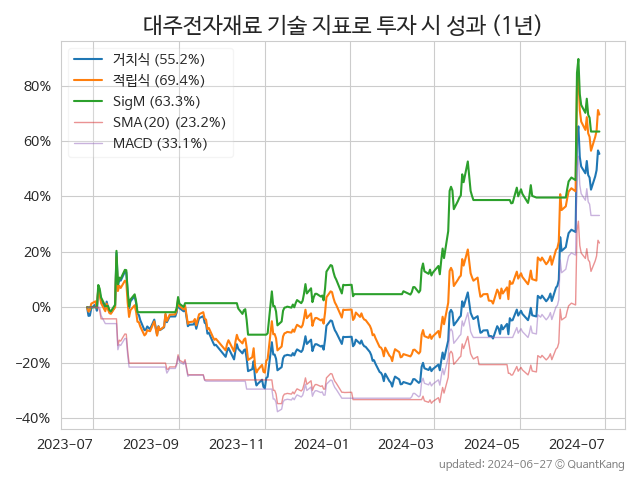 대주전자재료 기술 지표로 투자 시 성과 (1년)
거치식 (55.2%)
적립식 (69.4%)
SigM (63.3%)
SMA(20) (23.2%)
MACD (33.1%)
80%
60%
40%
20%
0%
−20%
−40%
2023-07 2023-09 2023-11 2024-01 2024-03 2024-05 2024-07
updated: 2024-06-27 © QuantKang